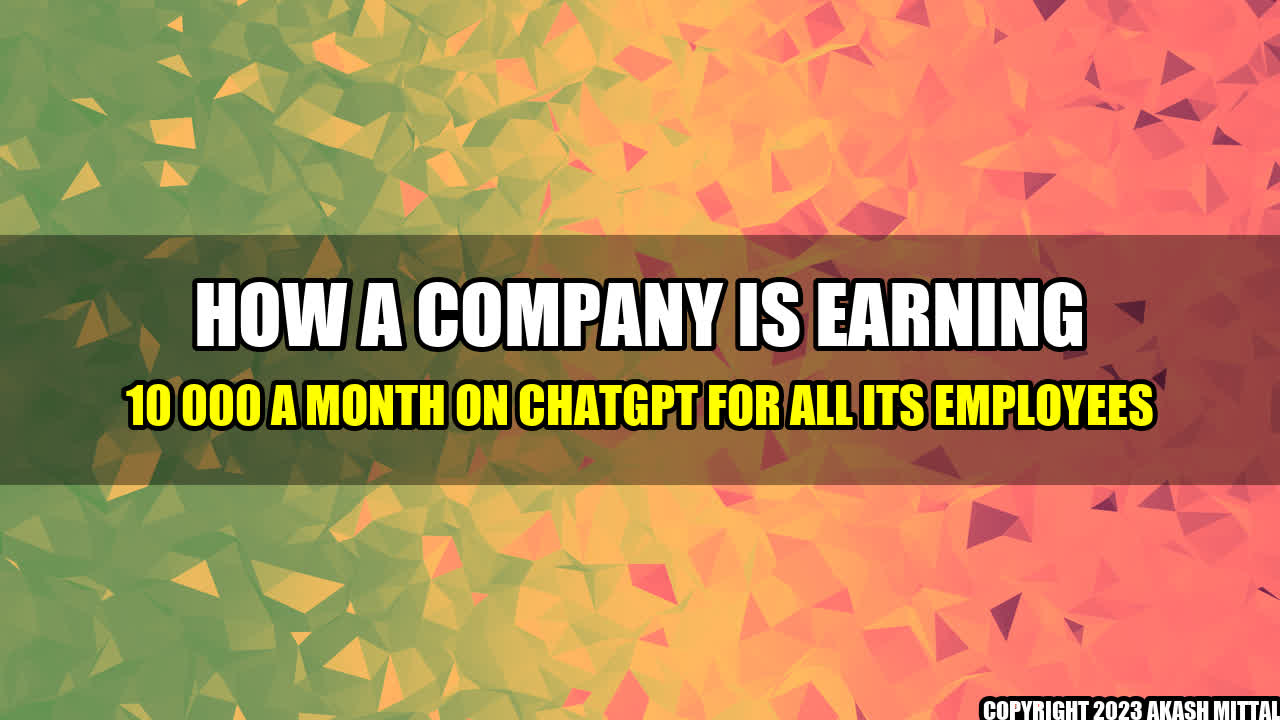 HOW A COMPANY IS EARNING
10 000 A MONTH ON CHATGPT FOR ALL ITS EMPLOYEES
COPYRIGHT 2023 AKASH MITTAL